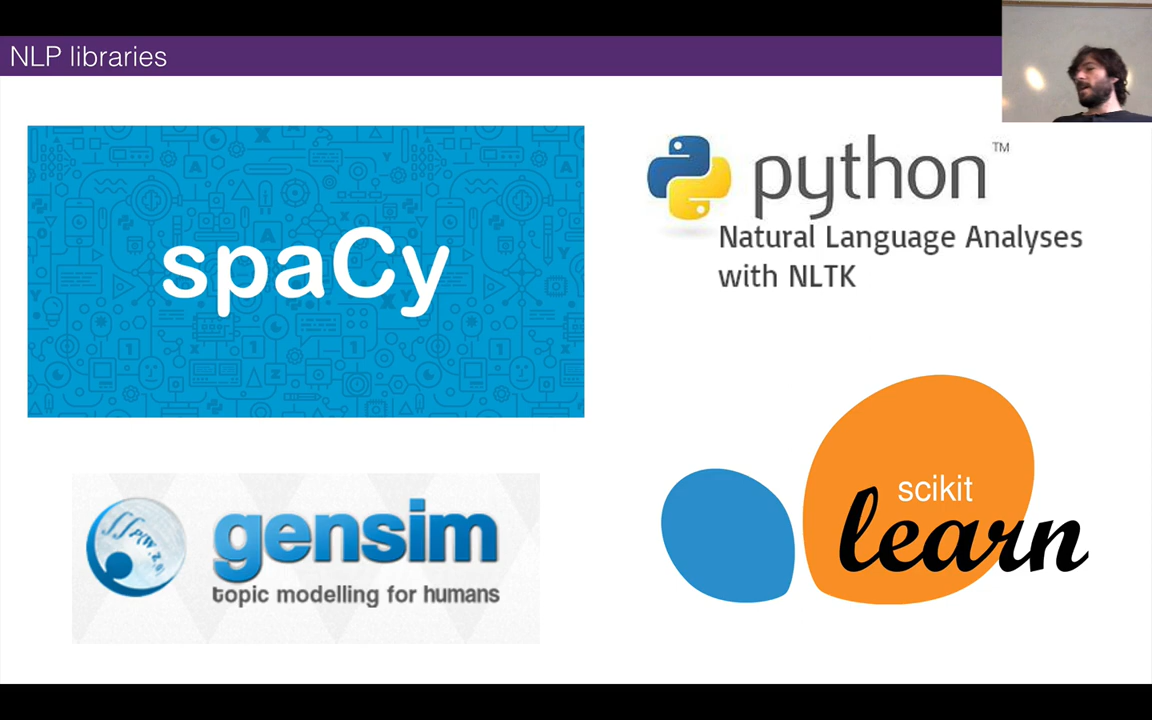 NLP libraries
spaCy
python™
Natural Language Analyses
with NLTK
gensim
topic modelling for humans
scikit
learn